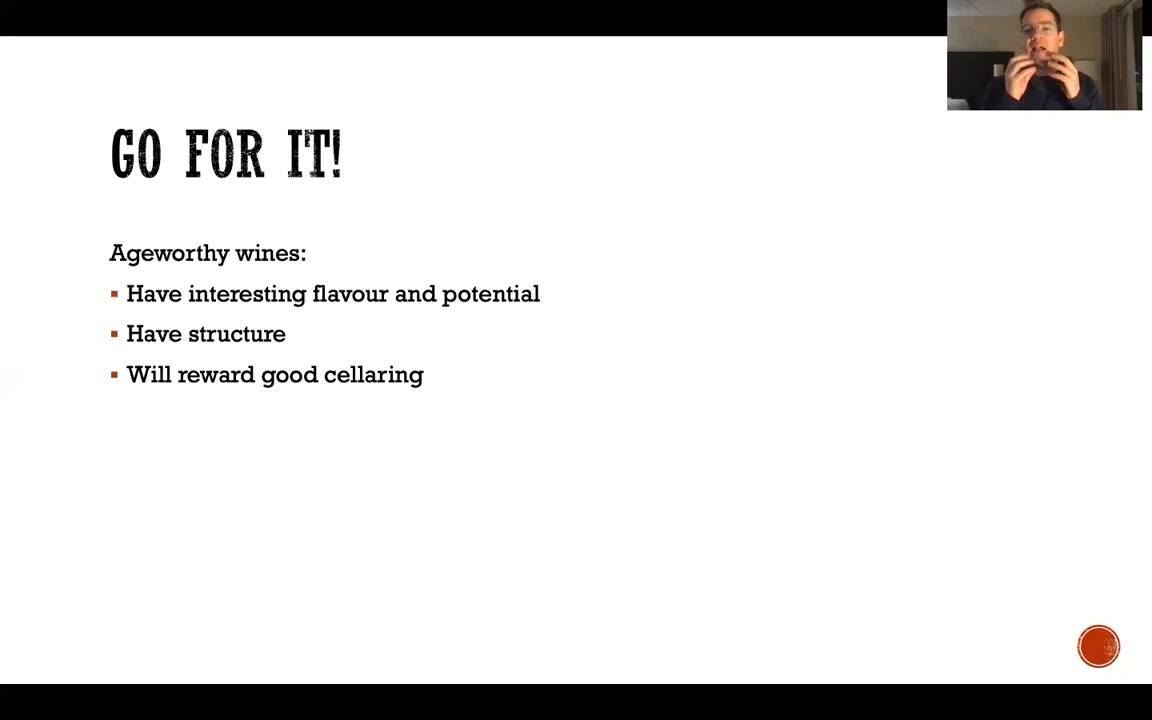 GO FOR IT!
Ageworthy wines:
▪ Have interesting flavour and potential
▪ Have structure
▪ Will reward good cellaring